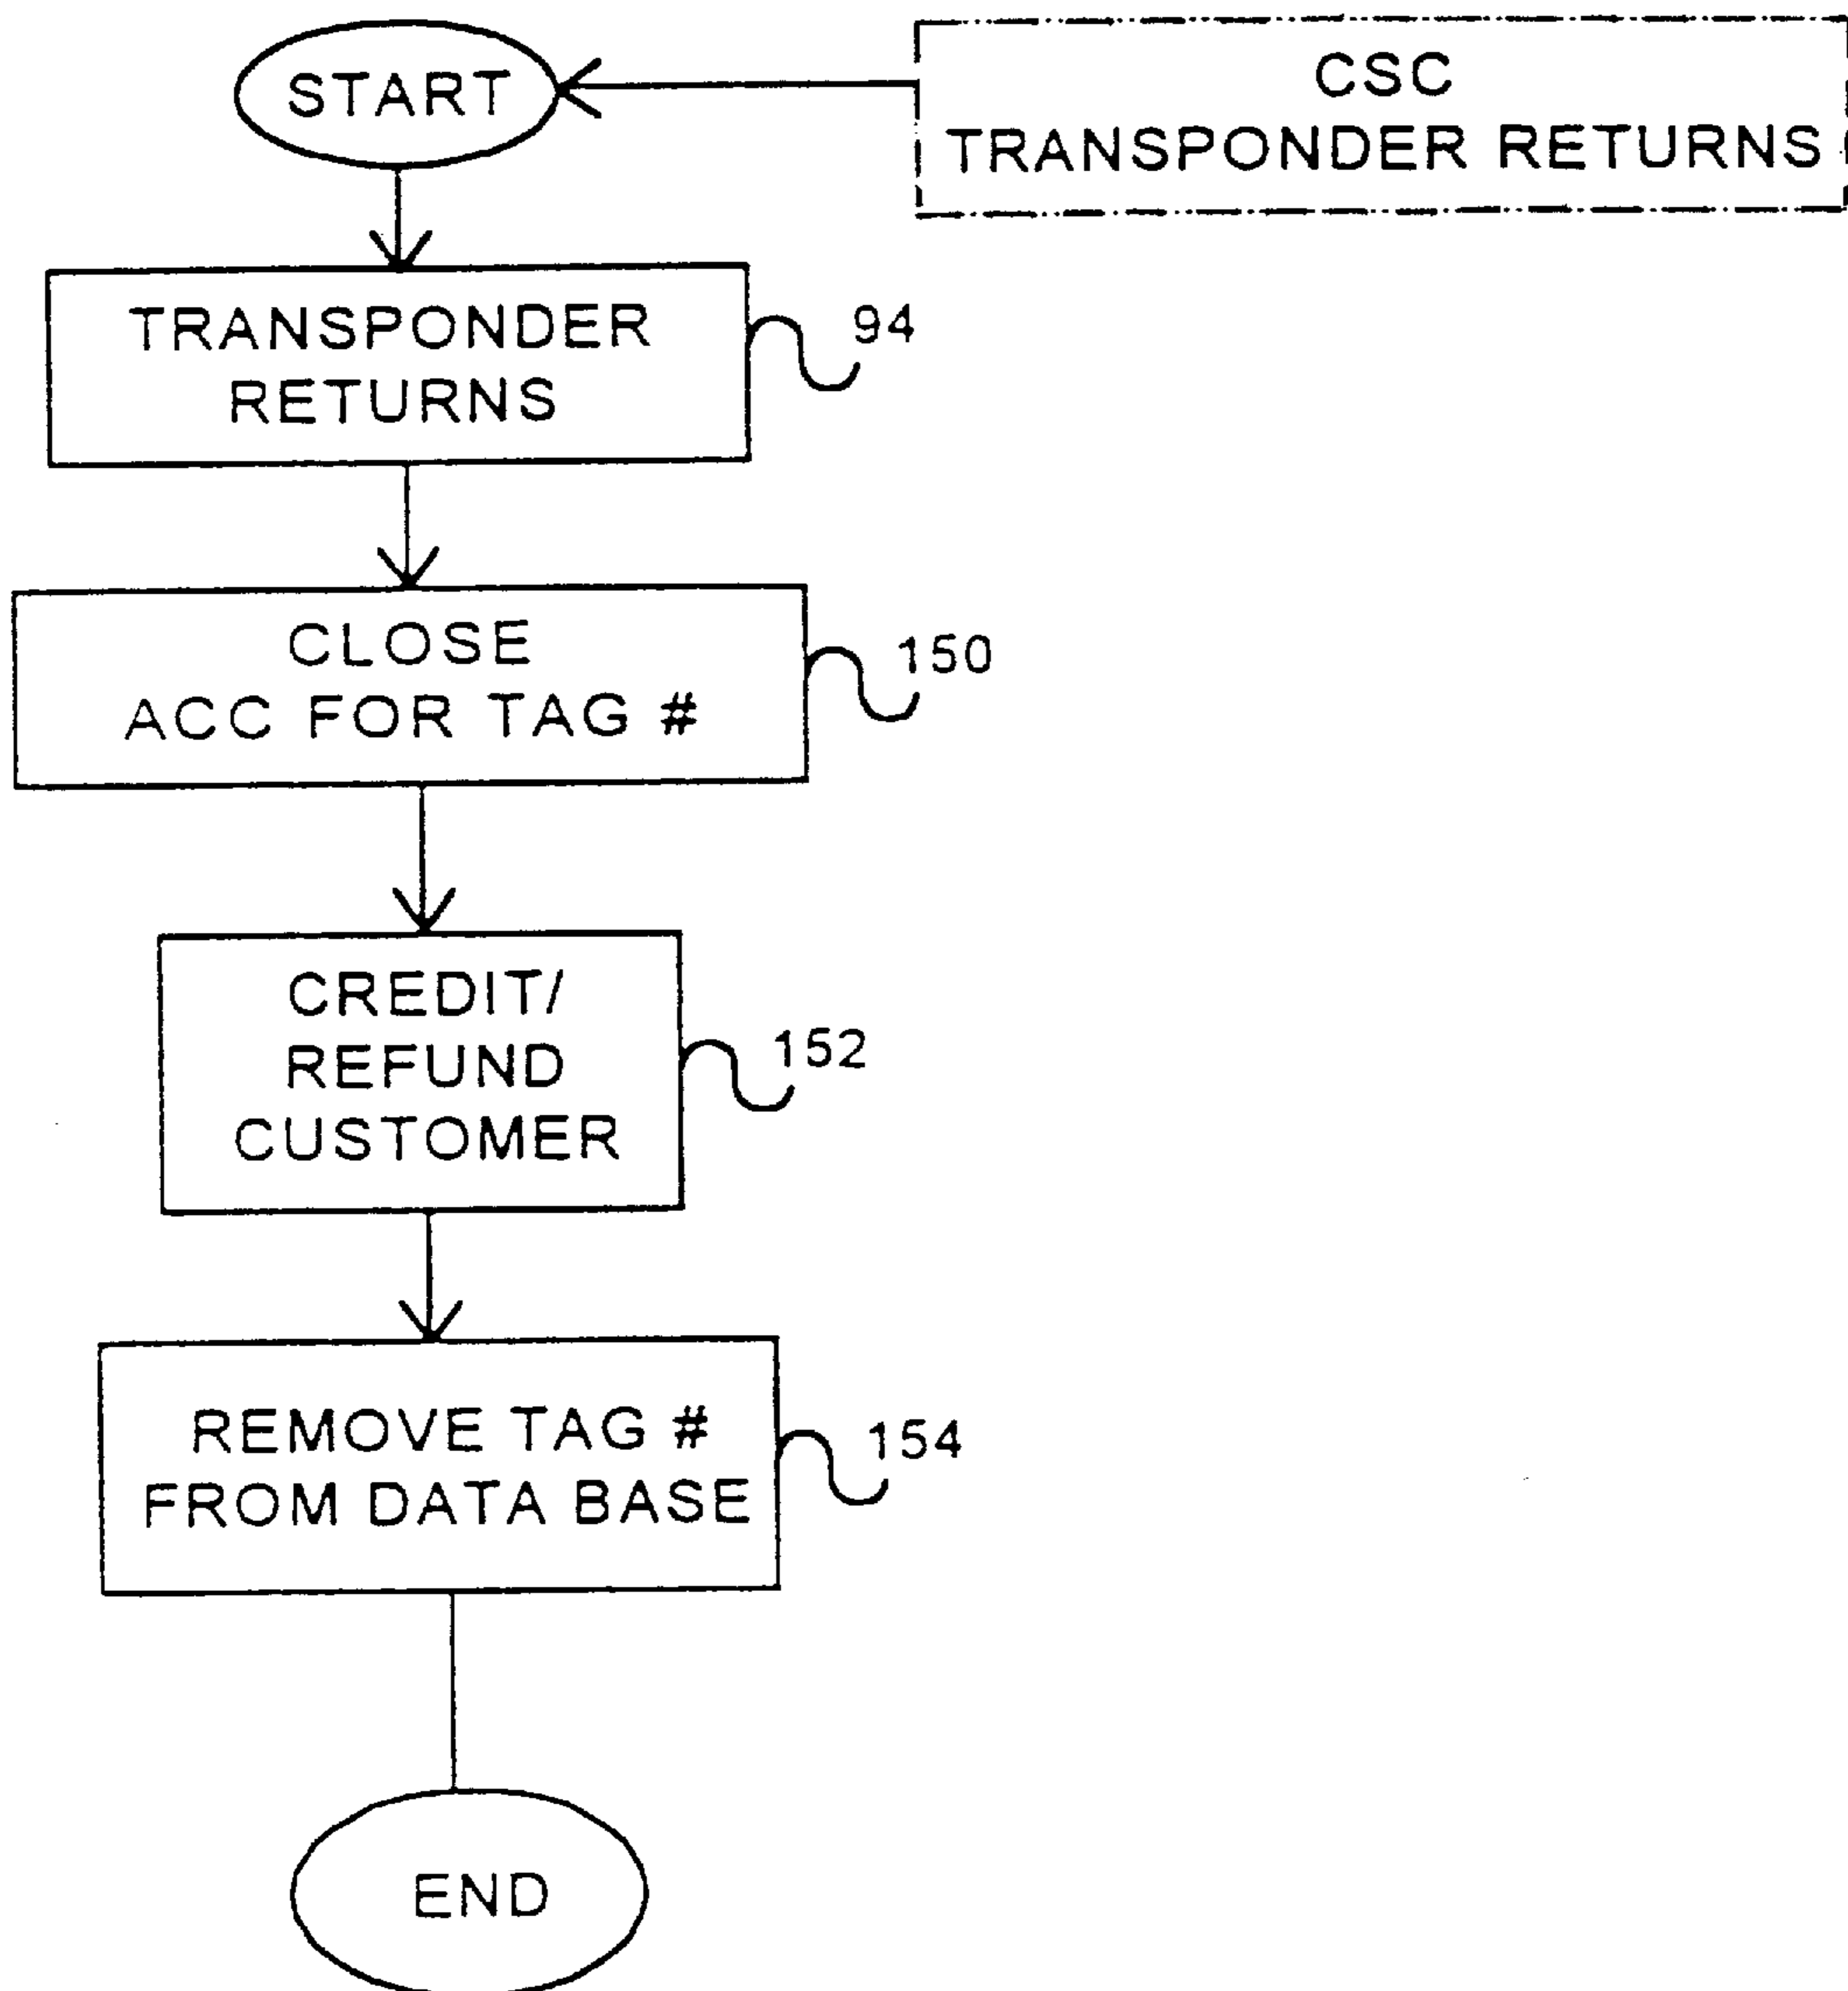 START
CSC
TRANSPONDER RETURNS
TRANSPONDER
RETURNS
94
CLOSE
ACC FOR TAG #
150
CREDIT/
REFUND
CUSTOMER
152
REMOVE TAG #
FROM DATA BASE
154
END